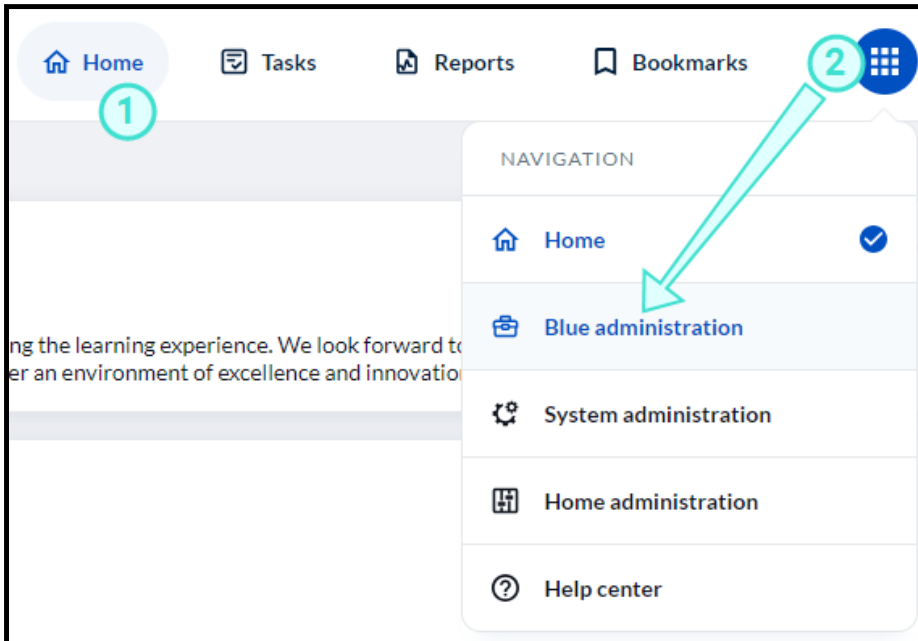 Home Tasks Reports Bookmarks 2
1
NAVIGATION
Home
Blue administration
ng the learning experience. We look forward to
er an environment of excellence and innovation
System administration
Home administration
Help center